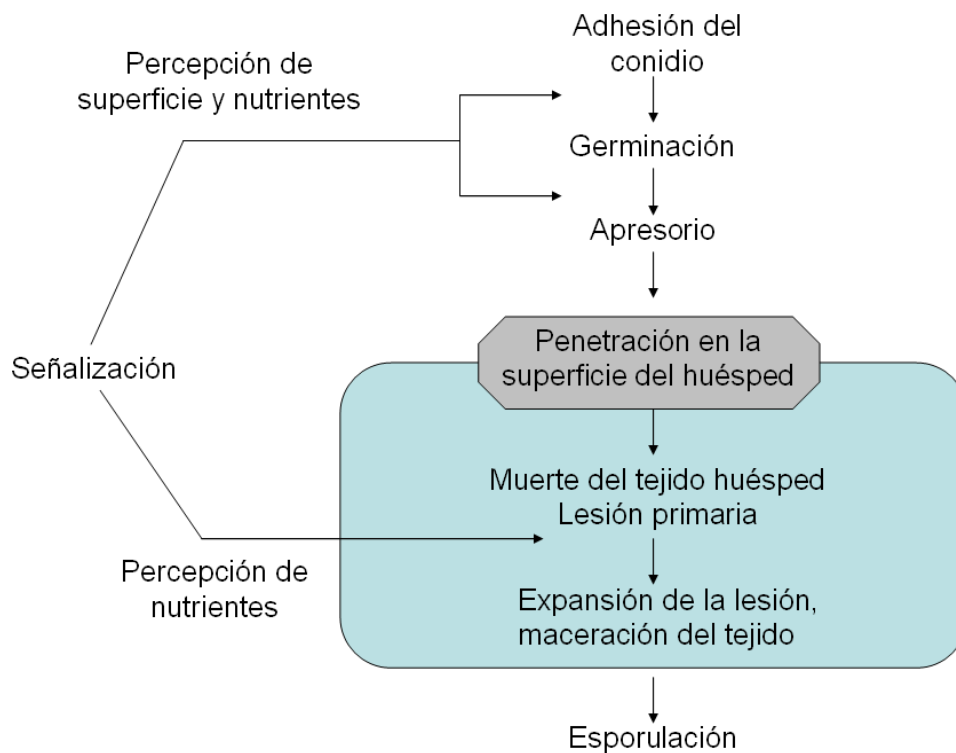 Adhesión del
conidio
Percepción de
superficie y nutrientes
Germinación
Apresorio
Penetración en la
superficie del huésped
Señalización
Muerte del tejido huésped
Lesión primaria
Percepción de
nutrientes
Expansión de la lesión,
maceración del tejido
Esporulación